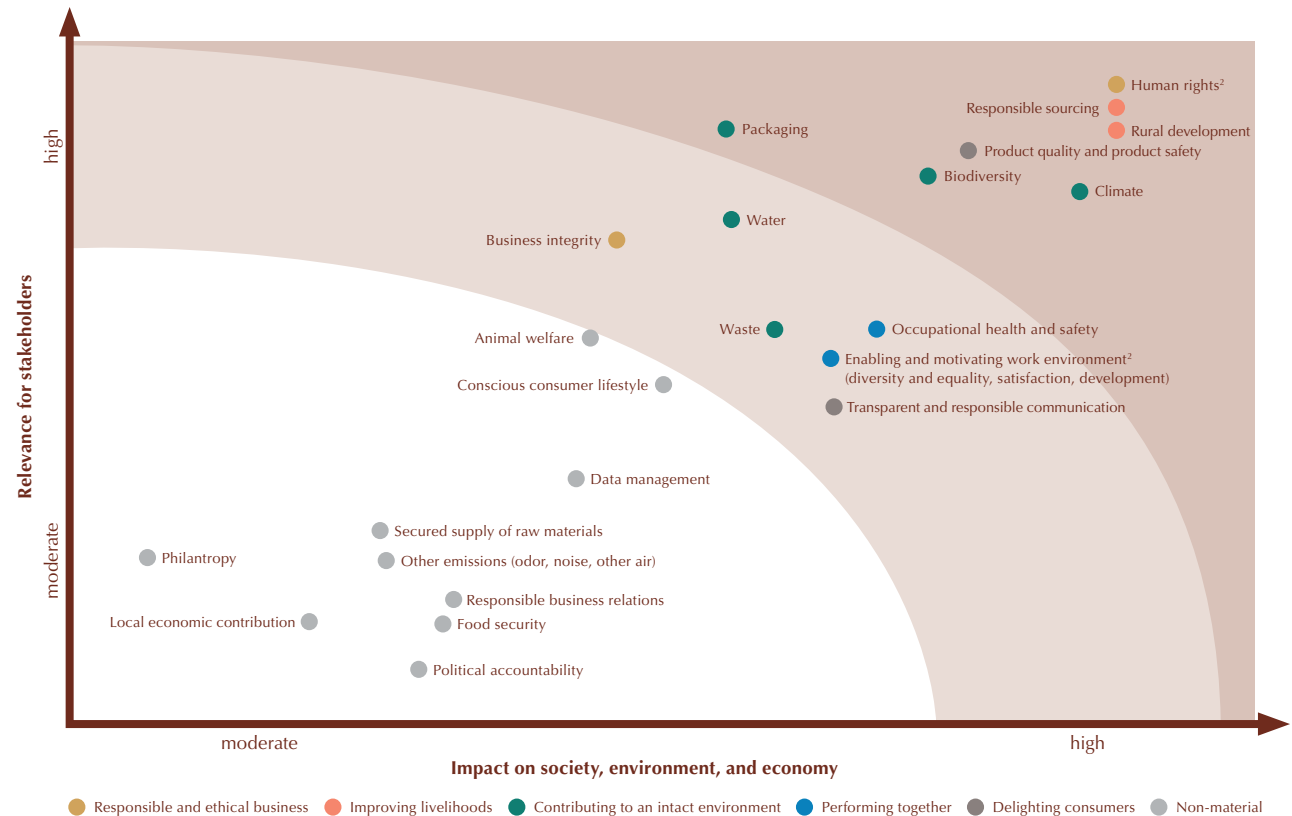 Human rights²
Responsible sourcing
Packaging
Rural development
high
Product quality and product safety
Biodiversity
Climate
Water
Business integrity
Waste
Occupational health and safety
Animal welfare
Enabling and motivating work environment²
(diversity and equality, satisfaction, development)
Conscious consumer lifestyle
Relevance for stakeholders
Transparent and responsible communication
Data management
Secured supply of raw materials
moderate
Philantropy
Other emissions (odor, noise, other air)
Responsible business relations
Local economic contribution
Food security
Political accountability
moderate
high
Impact on society, environment, and economy
Responsible and ethical business
Improving livelihoods
Contributing to an intact environment
Performing together
Delighting consumers
Non-material